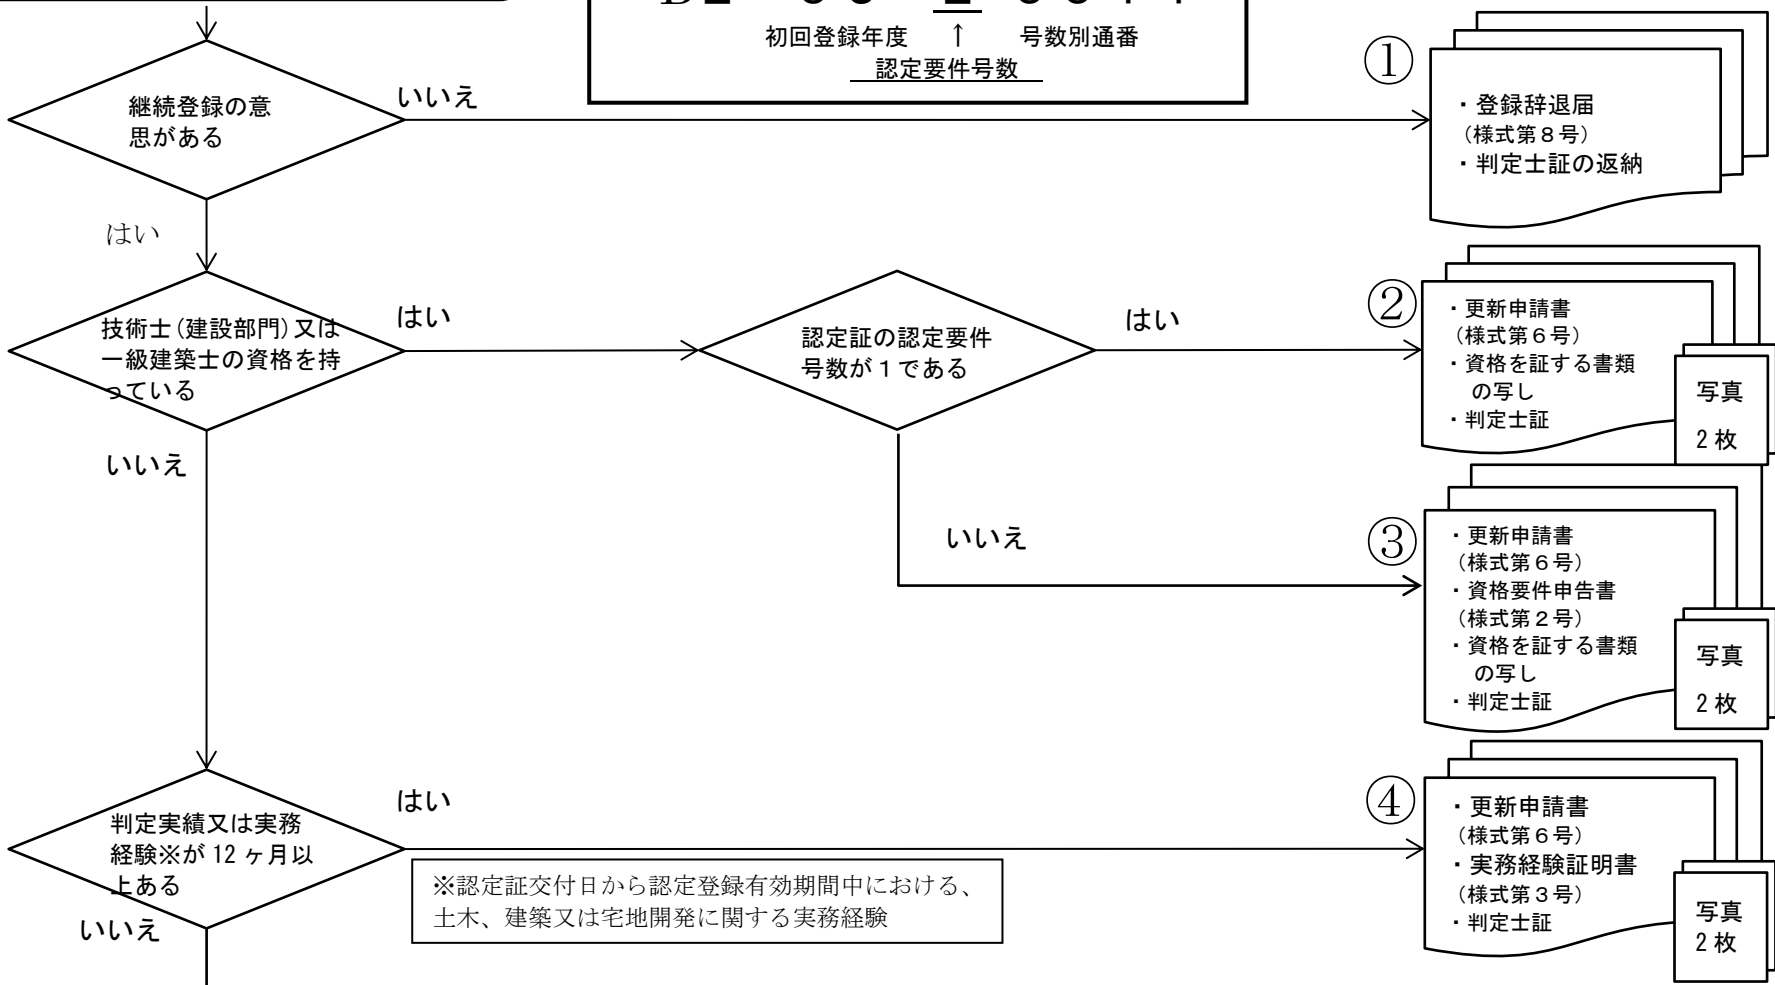 初回登録年度 ↑ 号数別通番
認定要件号数
継続登録の意
思がある
いいえ
①
・登録辞退届
(様式第8号)
・判定士証の返納
はい
技術士(建設部門)又は
一級建築士の資格を持
っている
はい
認定証の認定要件
号数が1である
はい
②
・更新申請書
(様式第6号)
・資格を証する書類
の写し
・判定士証
写真
2枚
いいえ
いいえ
③
・更新申請書
(様式第6号)
・資格要件申告書
(様式第2号)
・資格を証する書類
の写し
・判定士証
写真
2枚
判定実績又は実務
経験※が12ヶ月以
上ある
はい
※認定証交付日から認定登録有効期間中における、
土木、建築又は宅地開発に関する実務経験
④
・更新申請書
(様式第6号)
・実務経験証明書
(様式第3号)
・判定士証
写真
2枚
いいえ